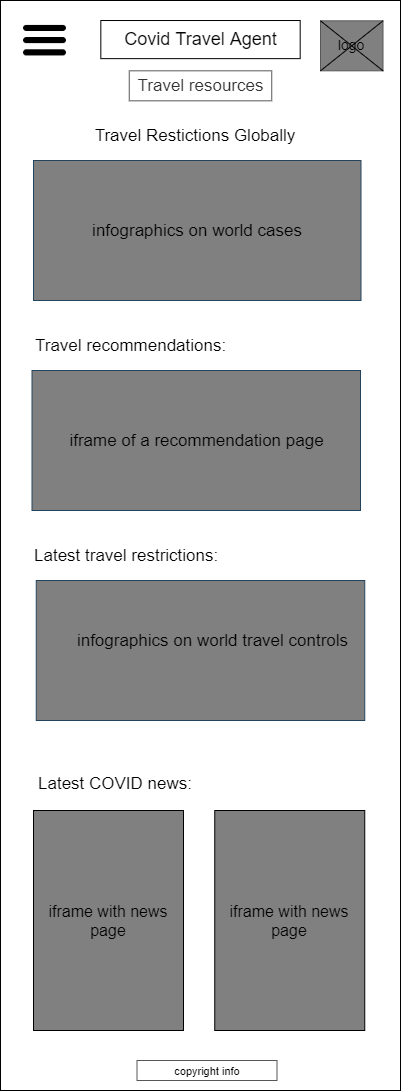 Covid Travel Agent
logo
Travel resources
Travel Restictions Globally
infographics on world cases
Travel recommendations:
iframe of a recommendation page
Latest travel restrictions:
infographics on world travel controls
Latest COVID news:
iframe with news
page
iframe with news
page
copyright info